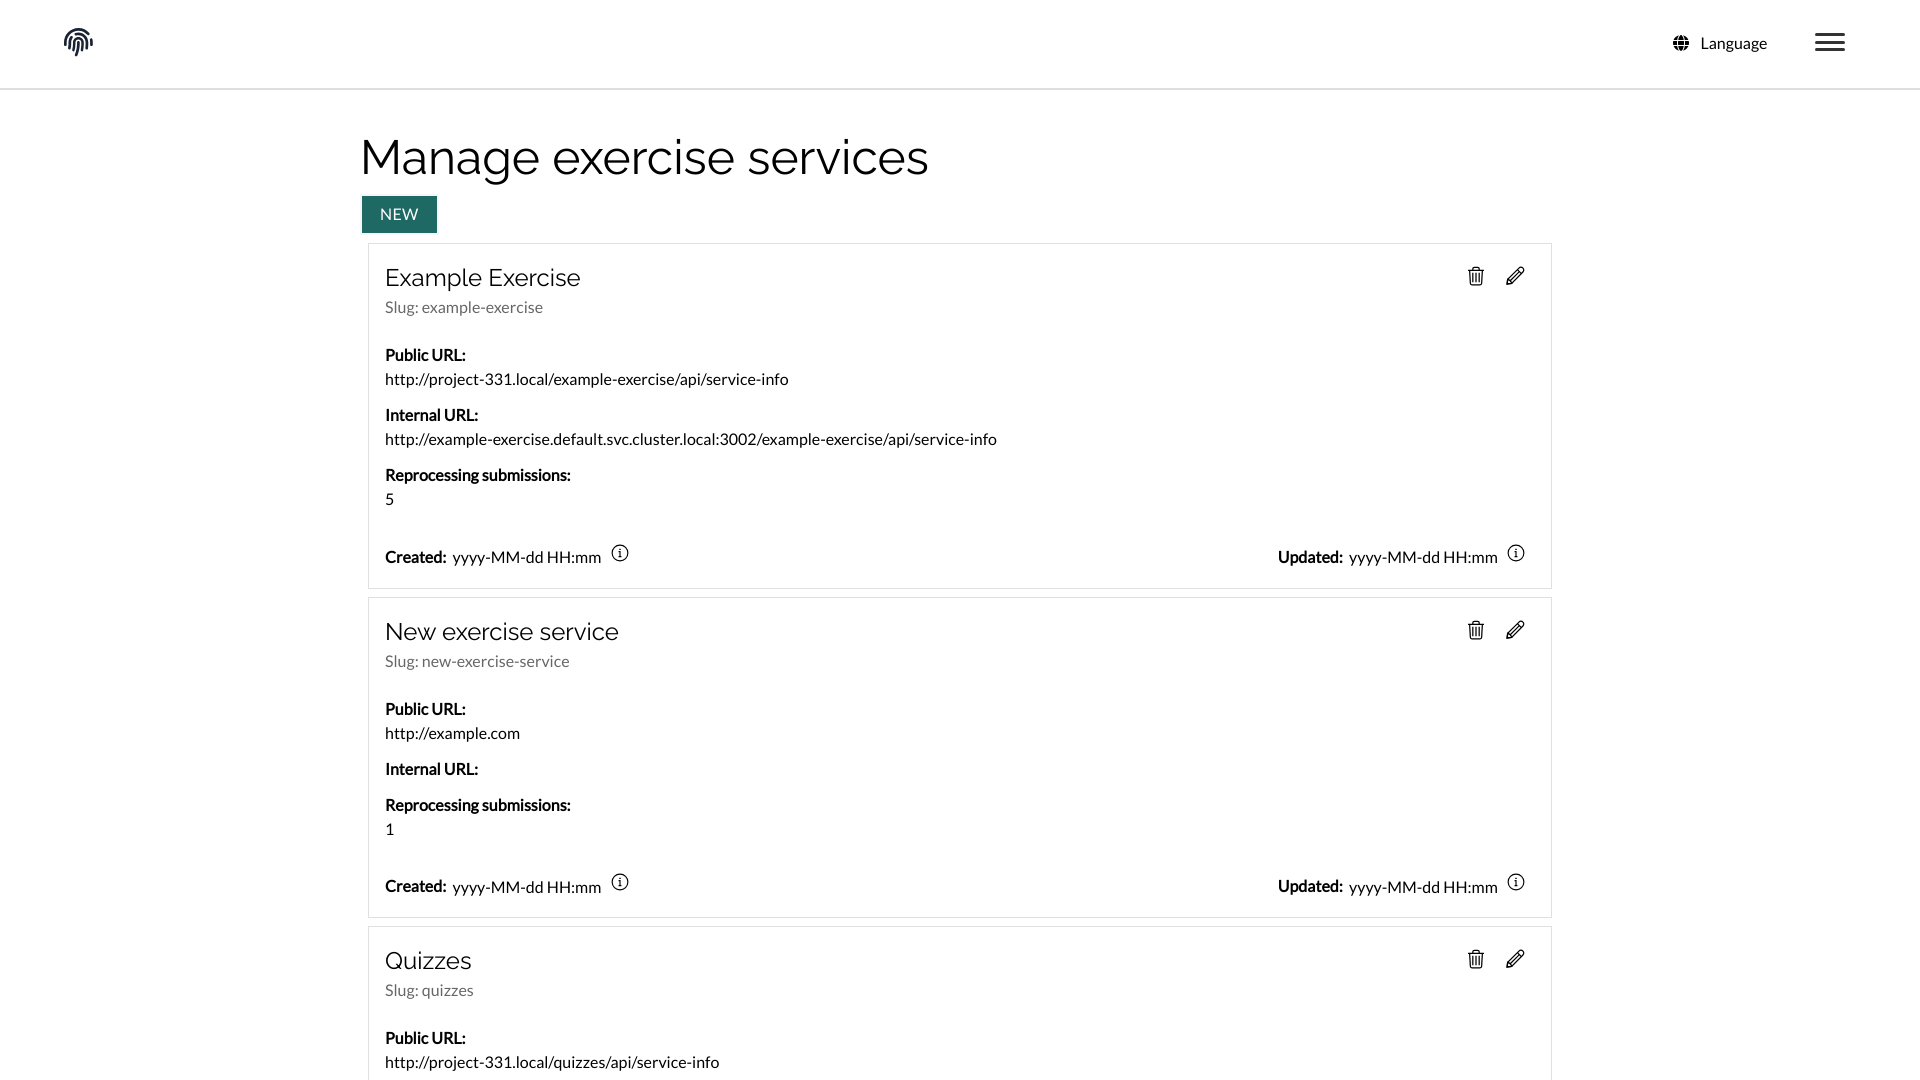 Language
Manage exercise services
NEW
Example Exercise
Slug: example-exercise
Public URL:
http://project-331.local/example-exercise/api/service-info
Internal URL:
http://example-exercise.default.svc.cluster.local:3002/example-exercise/api/service-info
Reprocessing submissions:
5
Created: yyyy-MM-dd HH:mm
Updated: yyyy-MM-dd HH:mm
New exercise service
Slug: new-exercise-service
Public URL:
http://example.com
Internal URL:
Reprocessing submissions:
1
Created: yyyy-MM-dd HH:mm
Updated: yyyy-MM-dd HH:mm
Quizzes
Slug: quizzes
Public URL:
http://project-331.local/quizzes/api/service-info